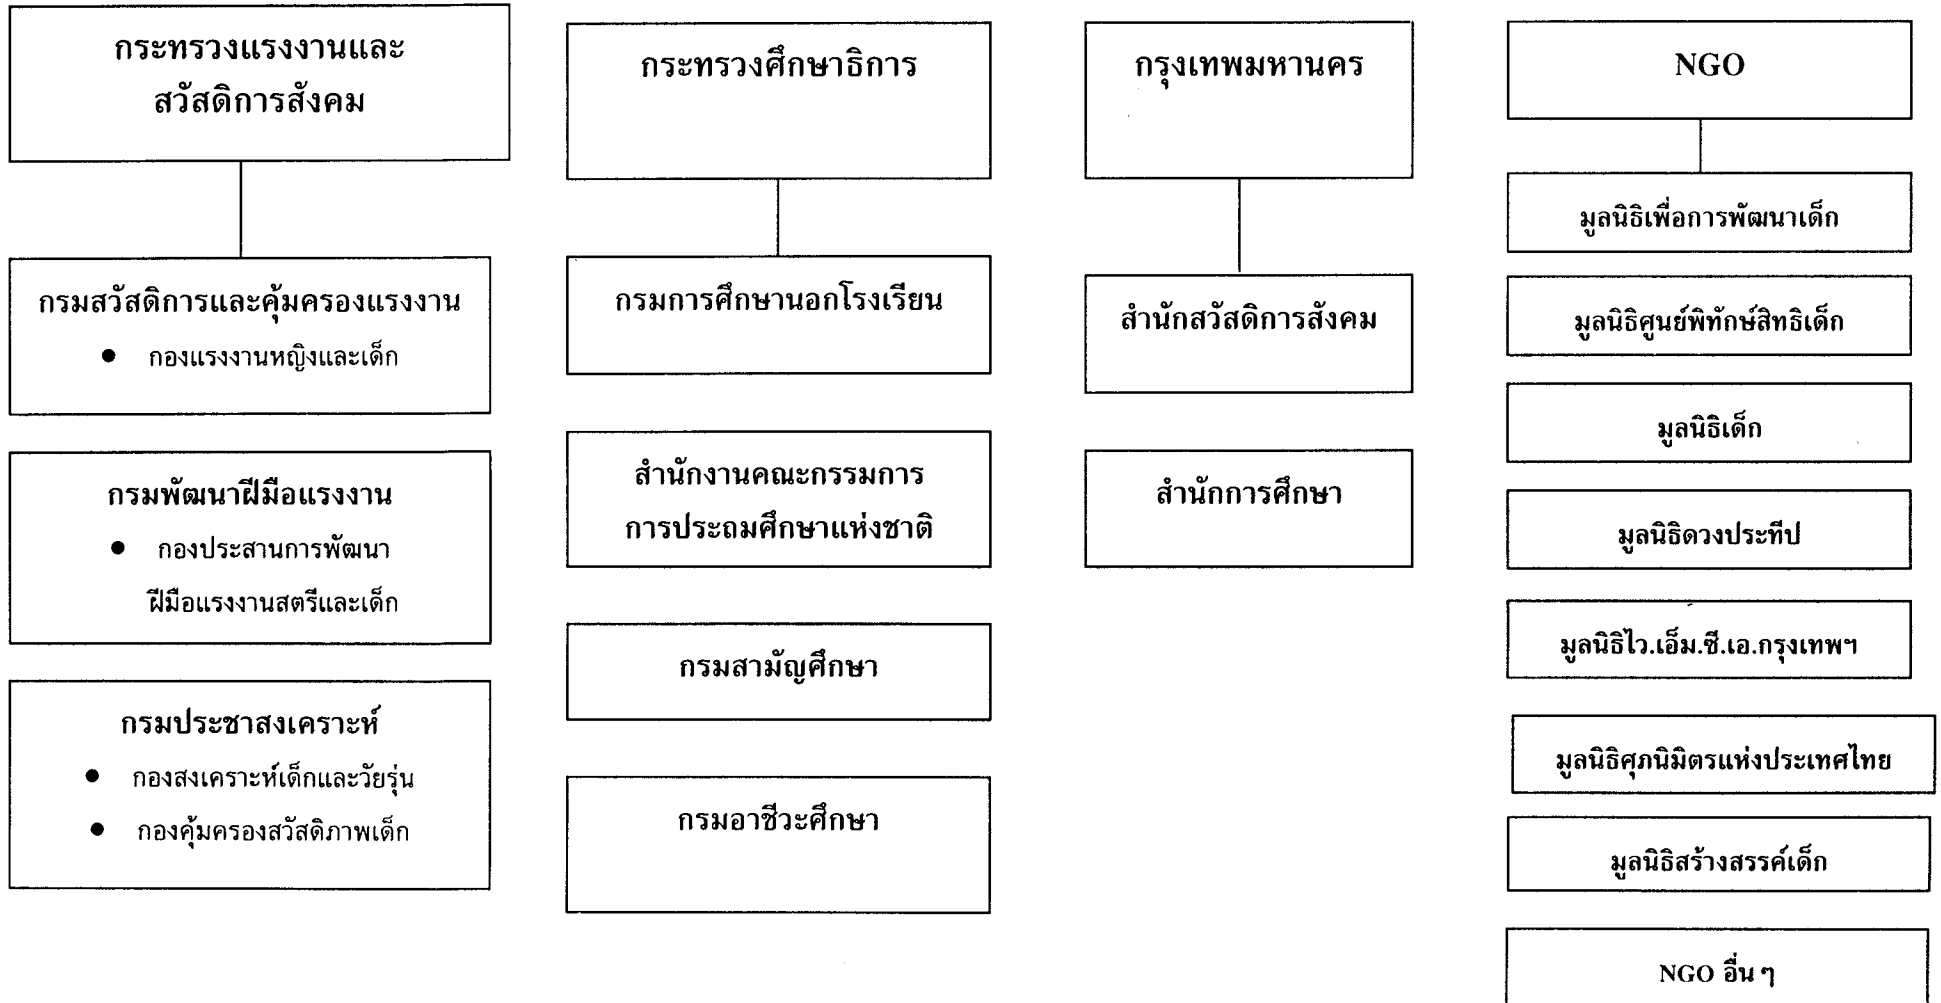 กระทรวงแรงงานและ
สวัสดิการสังคม
กรมสวัสดิการและคุ้มครองแรงงาน
● กองแรงงานหญิงและเด็ก
กรมพัฒนาฝีมือแรงงาน
● กองประสานการพัฒนา
ฝีมือแรงงานสตรีและเด็ก
กรมประชาสงเคราะห์
● กองสงเคราะห์เด็กและวัยรุ่น
● กองคุ้มครองสวัสดิภาพเด็ก
กระทรวงศึกษาธิการ
กรมการศึกษานอกโรงเรียน
สำนักงานคณะกรรมการ
การประถมศึกษาแห่งชาติ
กรมสามัญศึกษา
กรมอาชีวะศึกษา
กรุงเทพมหานคร
สำนักสวัสดิการสังคม
สำนักการศึกษา
NGO
มูลนิธิเพื่อการพัฒนาเด็ก
มูลนิธิศูนย์พิทักษ์สิทธิเด็ก
มูลนิธิเด็ก
มูลนิธิดวงประทีป
มูลนิธิไว.เอ็ม.ซี.เอ.กรุงเทพฯ
มูลนิธิศุภนิมิตรแห่งประเทศไทย
มูลนิธิสร้างสรรค์เด็ก
NGO อื่น ๆ